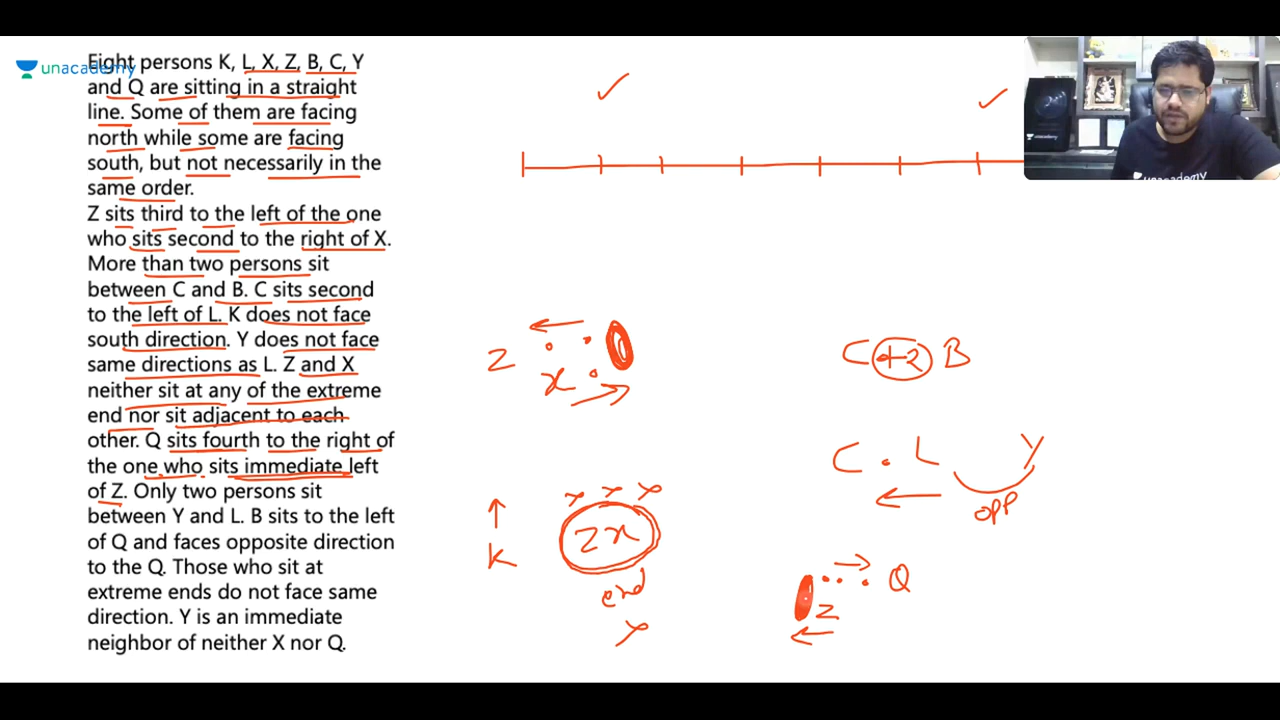 Eight persons K, L, X, Z, B, C, Y
unacademy
and Q are sitting in a straight
line. Some of them are facing
north while some are facing
south, but not necessarily in the
same order.
Z sits third to the left of the one
who sits second to the right of X.
More than two persons sit
between C and B. C sits second
to the left of L. K does not face
south direction. Y does not face
same directions as L. Z and X
neither sit at any of the extreme
end nor sit adjacent to each
other. Q sits fourth to the right of
the one who sits immediate left
of Z. Only two persons sit
between Y and L. B sits to the left
of Q and faces opposite direction
to the Q. Those who sit at
extreme ends do not face same
direction. Y is an immediate
neighbor of neither X nor Q.
Z
x
C +2 B
C . L Y
opp
K
Z x
end
Q
Z
unacademy
unacademy